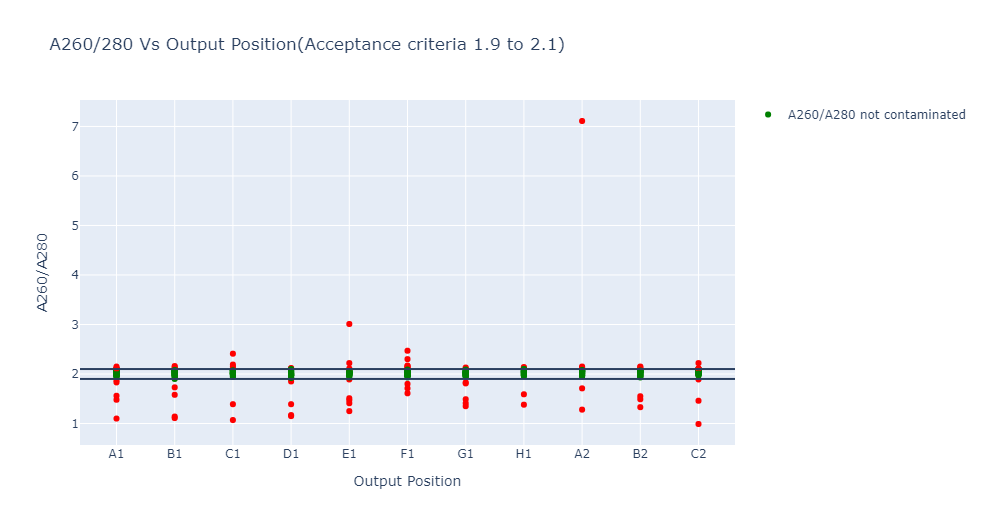 A260/280 Vs Output Position(Acceptance criteria 1.9 to 2.1)
A260/A280 not contaminated
7
6
5
4
3
2
1
A260/A280
A1 B1 C1 D1 E1 F1 G1 H1 A2 B2 C2
Output Position